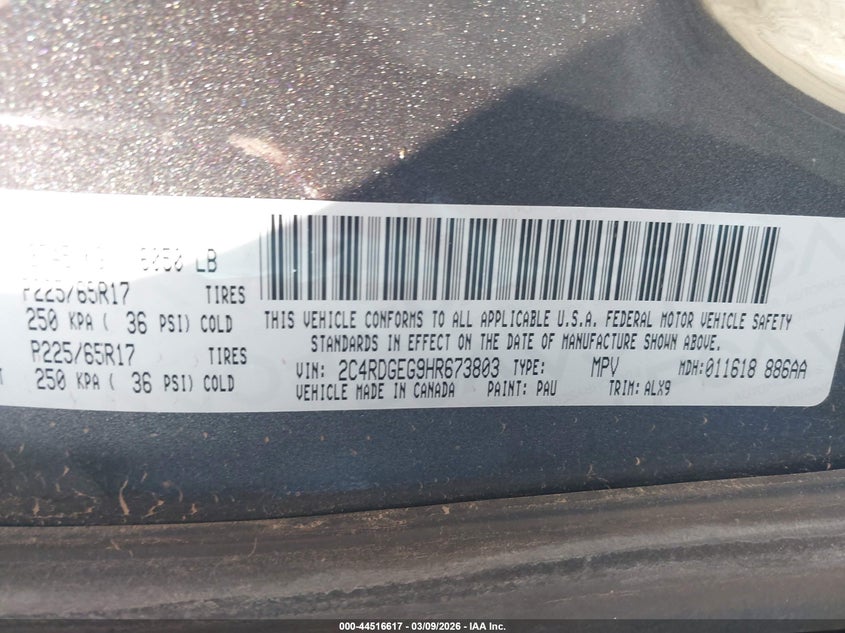 5050 LB
P225/65R17 TIRES
250 KPA ( 36 PSI) COLD
P225/65R17 TIRES
250 KPA ( 36 PSI) COLD
THIS VEHICLE CONFORMS TO ALL APPLICABLE U.S.A. FEDERAL MOTOR VEHICLE SAFETY
STANDARDS IN EFFECT ON THE DATE OF MANUFACTURE SHOWN ABOVE.
VIN: 2C4RDGEG9HR673803 TYPE: MPV MDH:011618 886AA
VEHICLE MADE IN CANADA PAINT: PAU TRIM: ALX9
000-44516617 - 03/09/2026 - IAA Inc.